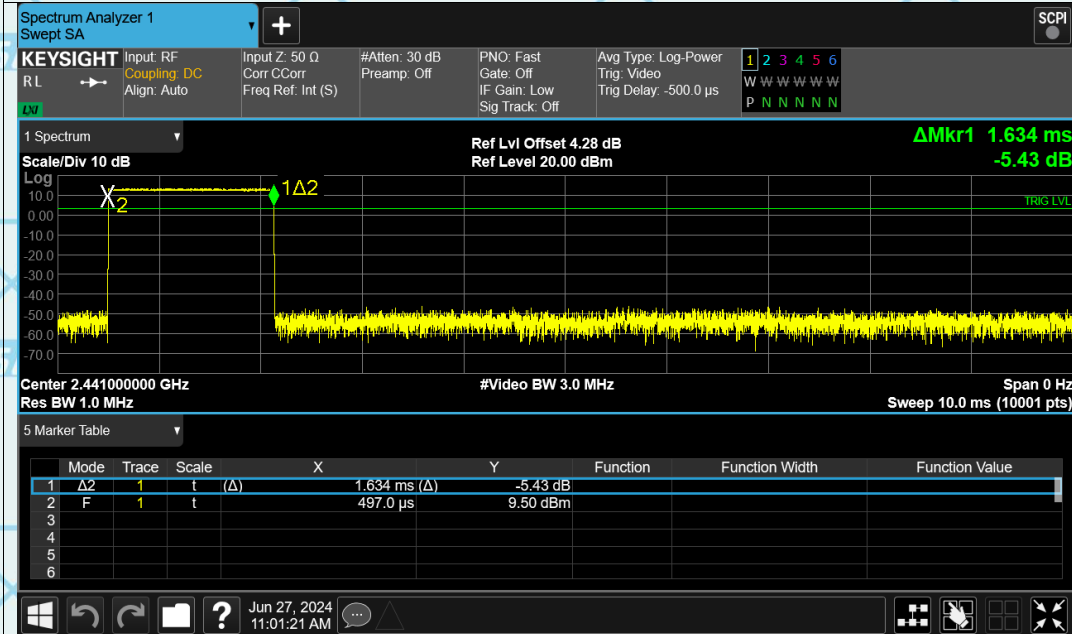 Spectrum Analyzer 1
Swept SA
+
SCPI
KEYSIGHT
RL
LXI
Input: RF
Coupling: DC
Align: Auto
Input Z: 50 Ω
Corr CCorr
Freq Ref: Int (S)
#Atten: 30 dB
Preamp: Off
PNO: Fast
Gate: Off
IF Gain: Low
Sig Track: Off
Avg Type: Log-Power
Trig: Video
Trig Delay: -500.0 µs
1 2 3 4 5 6
W W W W W W
P N N N N N
1 Spectrum
Scale/Div 10 dB
Ref Lvl Offset 4.28 dB
Ref Level 20.00 dBm
ΔMkr1 1.634 ms
-5.43 dB
Log
10.0
0.00
-10.0
-20.0
-30.0
-40.0
-50.0
-60.0
-70.0
X
2
1Δ2
TRIG LVL
Center 2.441000000 GHz
#Video BW 3.0 MHz
Span 0 Hz
Res BW 1.0 MHz
Sweep 10.0 ms (10001 pts)
5 Marker Table
Mode Trace Scale X Y Function Function Width Function Value
1 Δ2 1 t (Δ) 1.634 ms (Δ) -5.43 dB
2 F 1 t 497.0 µs 9.50 dBm
3
4
5
6
?
Jun 27, 2024
11:01:21 AM